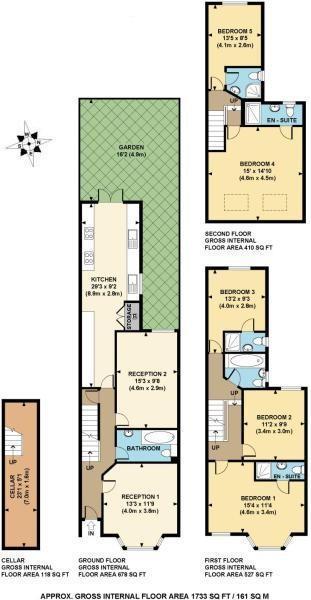 BEDROOM 5
13'5 x 8'5
(4.1m x 2.6m)
UP
EN - SUITE
BEDROOM 4
15' x 14'10
(4.6m x 4.5m)
SECOND FLOOR
GROSS INTERNAL
FLOOR AREA 410 SQ FT
GARDEN
16'2 (4.9m)
KITCHEN
29'3 x 9'2
(8.9m x 2.8m)
STORAGE
RECEPTION 2
15'3 x 9'8
(4.6m x 2.9m)
UP
BATHROOM
UP
RECEPTION 1
13'3 x 11'9
(4.0m x 3.6m)
IN
BEDROOM 3
13'2 x 9'3
(4.0m x 2.8m)
UP
BEDROOM 2
11'2 x 9'9
(3.4m x 3.0m)
UP
EN - SUITE
BEDROOM 1
15'4 x 11'4
(4.6m x 3.4m)
UP
CELLAR
23'1 x 5'1
(7.0m x 1.6m)
CELLAR
GROSS INTERNAL
FLOOR AREA 118 SQ FT
GROUND FLOOR
GROSS INTERNAL
FLOOR AREA 678 SQ FT
FIRST FLOOR
GROSS INTERNAL
FLOOR AREA 527 SQ FT
APPROX. GROSS INTERNAL FLOOR AREA 1733 SQ FT / 161 SQ M